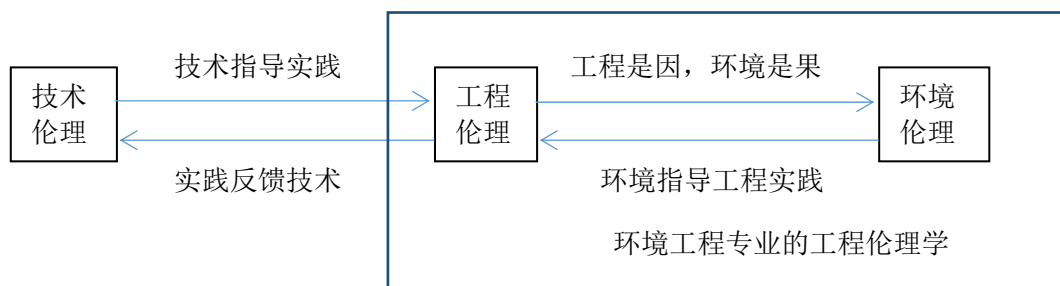 技术指导实践
工程是因，环境是果
技术
伦理
工程
伦理
环境
伦理
实践反馈技术
环境指导工程实践
环境工程专业的工程伦理学